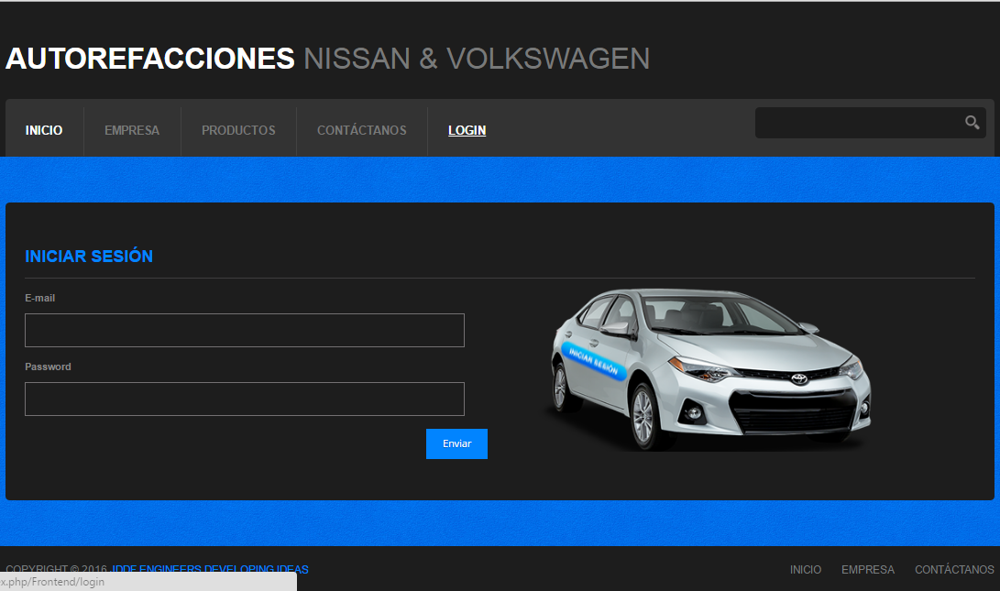 AUTOREFACCIONES NISSAN & VOLKSWAGEN
INICIO
EMPRESA
PRODUCTOS
CONTÁCTANOS
LOGIN
INICIAR SESIÓN
E-mail
INICIAR SESIÓN
Password
Enviar
COPYRIGHT © 2016 ENGINEERS DEVELOPING IDEAS
INICIO
EMPRESA
CONTÁCTANOS
x.php/Frontend/login